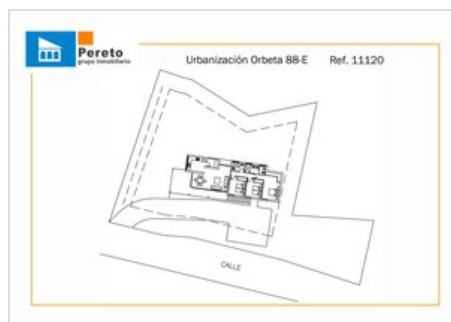 Pereto
grupo inmobiliario
Urbanización Orbeta 88-E Ref. 11120
CALLE